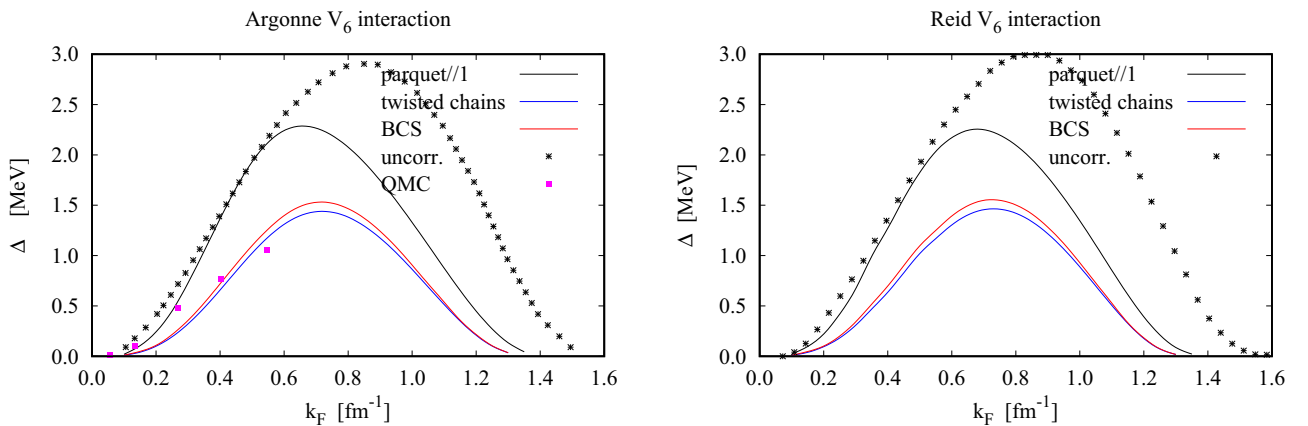 Argonne V6 interaction
3.0
2.5
2.0
1.5
1.0
0.5
0.0
Δ [MeV]
parquet//1
twisted chains
BCS
uncorr.
QMC
0.0 0.2 0.4 0.6 0.8 1.0 1.2 1.4 1.6
kF [fm-1]
Reid V6 interaction
3.0
2.5
2.0
1.5
1.0
0.5
0.0
Δ [MeV]
parquet//1
twisted chains
BCS
uncorr.
0.0 0.2 0.4 0.6 0.8 1.0 1.2 1.4 1.6
kF [fm-1]